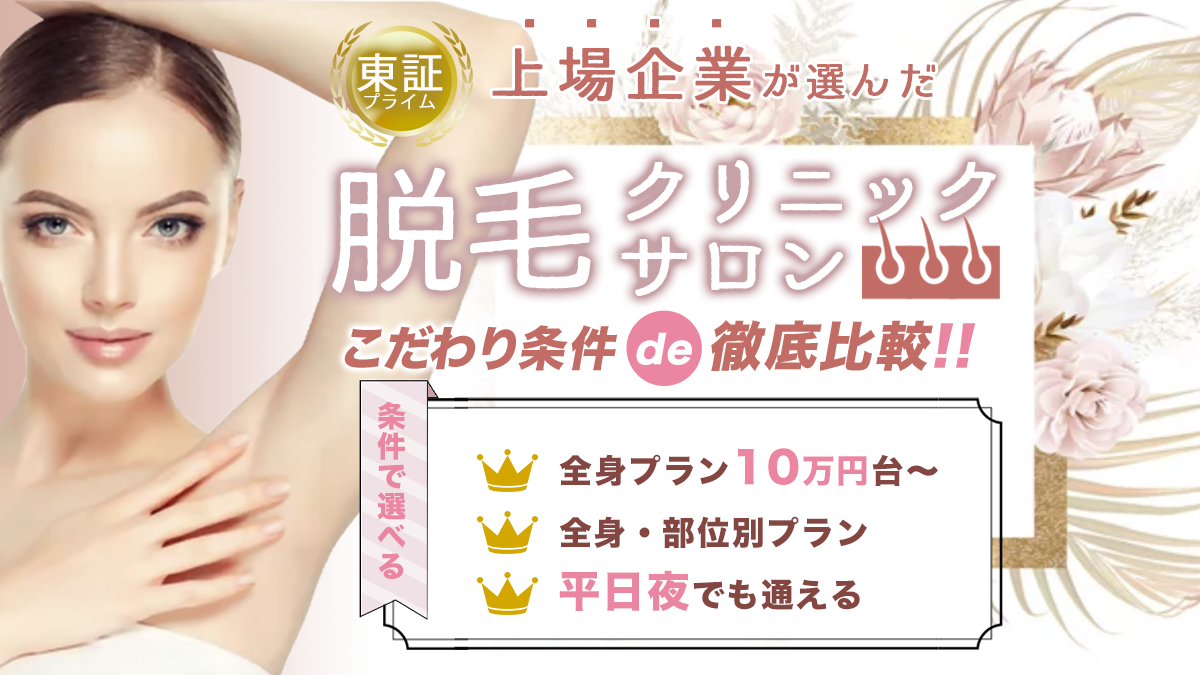 東証
プライム
上場企業が選んだ
脱毛
クリニック
サロン
こだわり条件de徹底比較!!
条件で選べる
全身プラン10万円台〜
全身・部位別プラン
平日夜でも通える